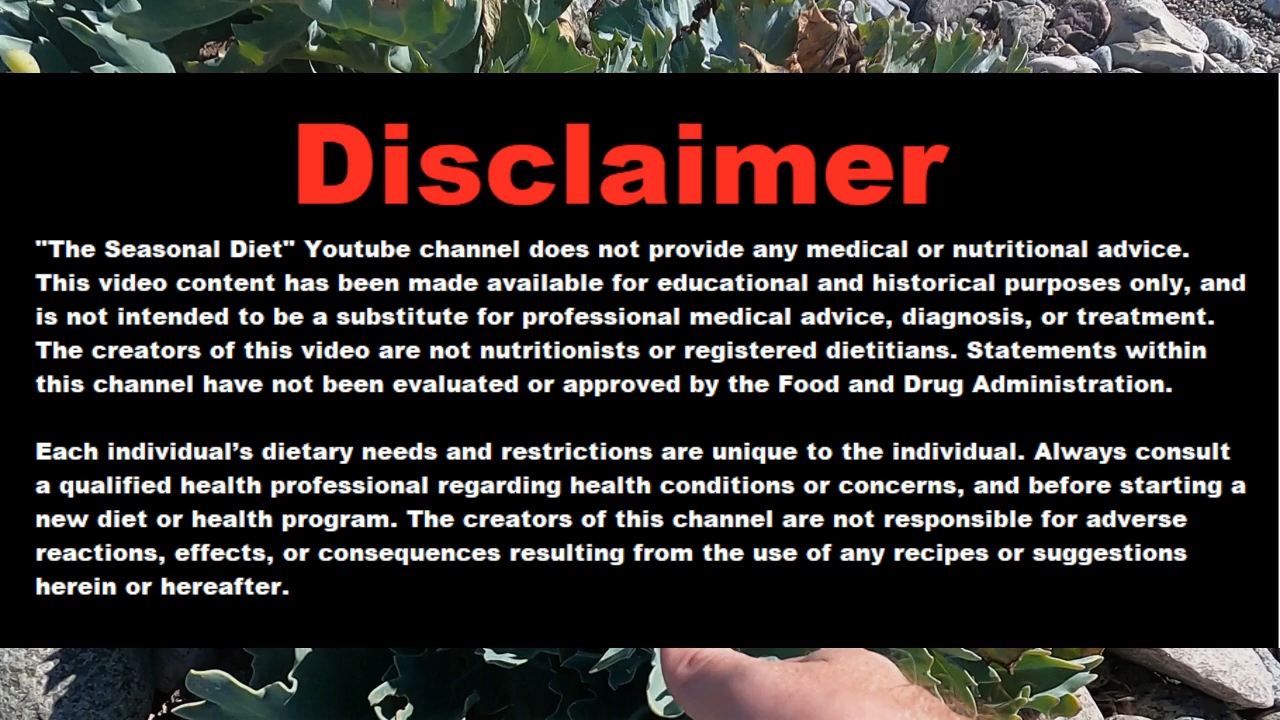 Disclaimer
"The Seasonal Diet" Youtube channel does not provide any medical or nutritional advice.
This video content has been made available for educational and historical purposes only, and
is not intended to be a substitute for professional medical advice, diagnosis, or treatment.
The creators of this video are not nutritionists or registered dietitians. Statements within
this channel have not been evaluated or approved by the Food and Drug Administration.
Each individual’s dietary needs and restrictions are unique to the individual. Always consult
a qualified health professional regarding health conditions or concerns, and before starting a
new diet or health program. The creators of this channel are not responsible for adverse
reactions, effects, or consequences resulting from the use of any recipes or suggestions
herein or hereafter.